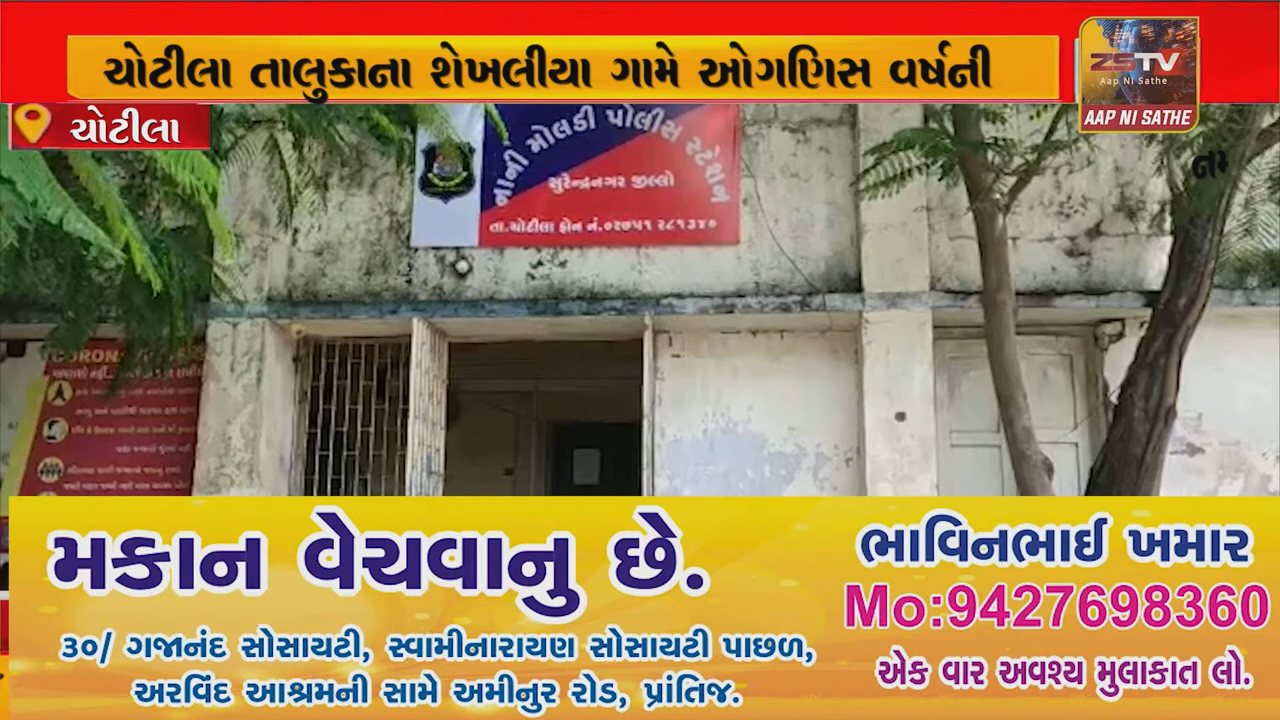 ચોટીલા તાલુકાના શેખલીયા ગામે ઓગણિસ વર્ષની
ZSTV
Aap Ni Sathe
AAP NI SATHE
ચોટીલા
નાની મોલડી પોલીસ સ્ટેશન
સુરેન્દ્રનગર જીલ્લો
તા.ચોટીલા ફોન નં.૦૨૭૫૧ ૨૮૧૩૪૦
મકાન વેચવાનુ છે.
૩૦/ ગજાનંદ સોસાયટી, સ્વામીનારાયણ સોસાયટી પાછળ,
અરવિંદ આશ્રમની સામે અમીનુર રોડ, પ્રાંતિજ.
ભાવિનભાઈ ખમાર
Mo:9427698360
એક વાર અવશ્ય મુલાકાત લો.